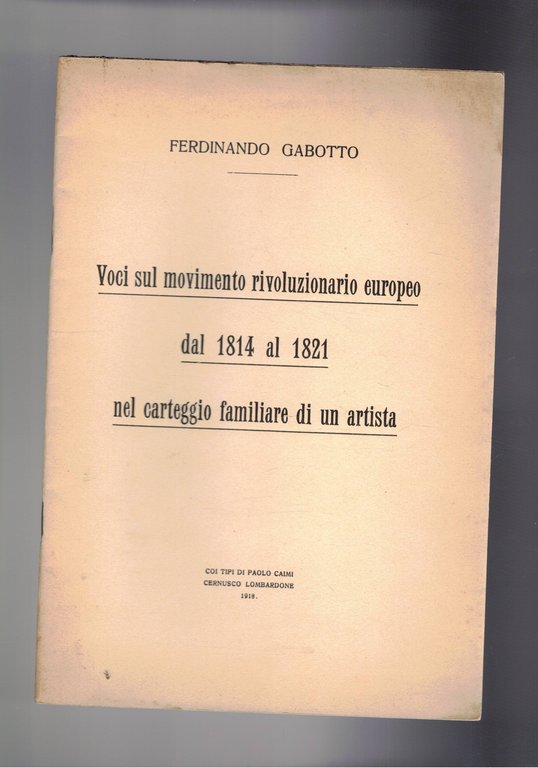 FERDINANDO GABOTTO
Voci sul movimento rivoluzionario europeo
dal 1814 al 1821
nel carteggio familiare di un artista
COI TIPI DI PAOLO CAIMI
CERNUSCO LOMBARDONE
1918.